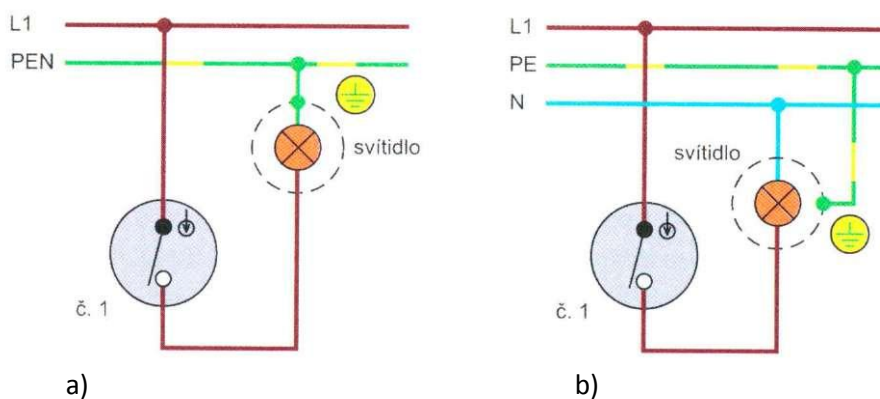 L1
PEN
svítidlo
č. 1
a)
L1
PE
N
svítidlo
č. 1
b)